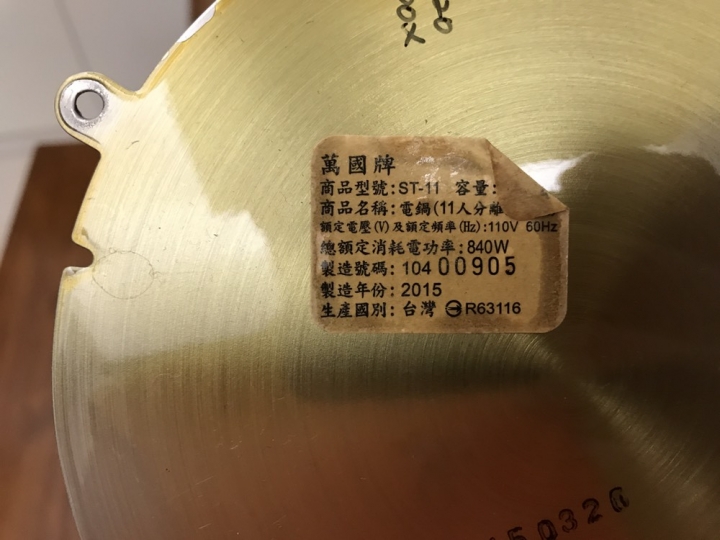 萬國牌
商品型號:ST-11 容量:
商品名稱:電鍋(11人分離
額定電壓(V)及額定頻率(Hz):110V 60Hz
總額定消耗電功率:840W
製造號碼: 104 00905
製造年份: 2015
生產國別: 台灣 R63116
50320